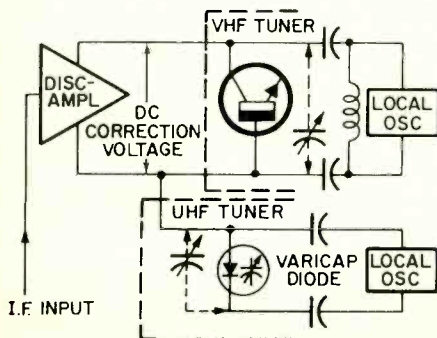 VHF TUNER
DISC-
AMPL
DC
CORRECTION
VOLTAGE
LOCAL
OSC
UHF TUNER
VARICAP
DIODE
LOCAL
OSC
I.F. INPUT